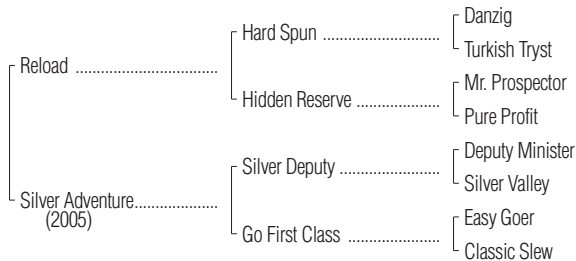 Danzig
Hard Spun ........................
Turkish Tryst
Reload .............................
Mr. Prospector
Hidden Reserve .................
Pure Profit
Deputy Minister
Silver Deputy .....................
Silver Valley
Silver Adventure.................
(2005)
Easy Goer
Go First Class ...................
Classic Slew